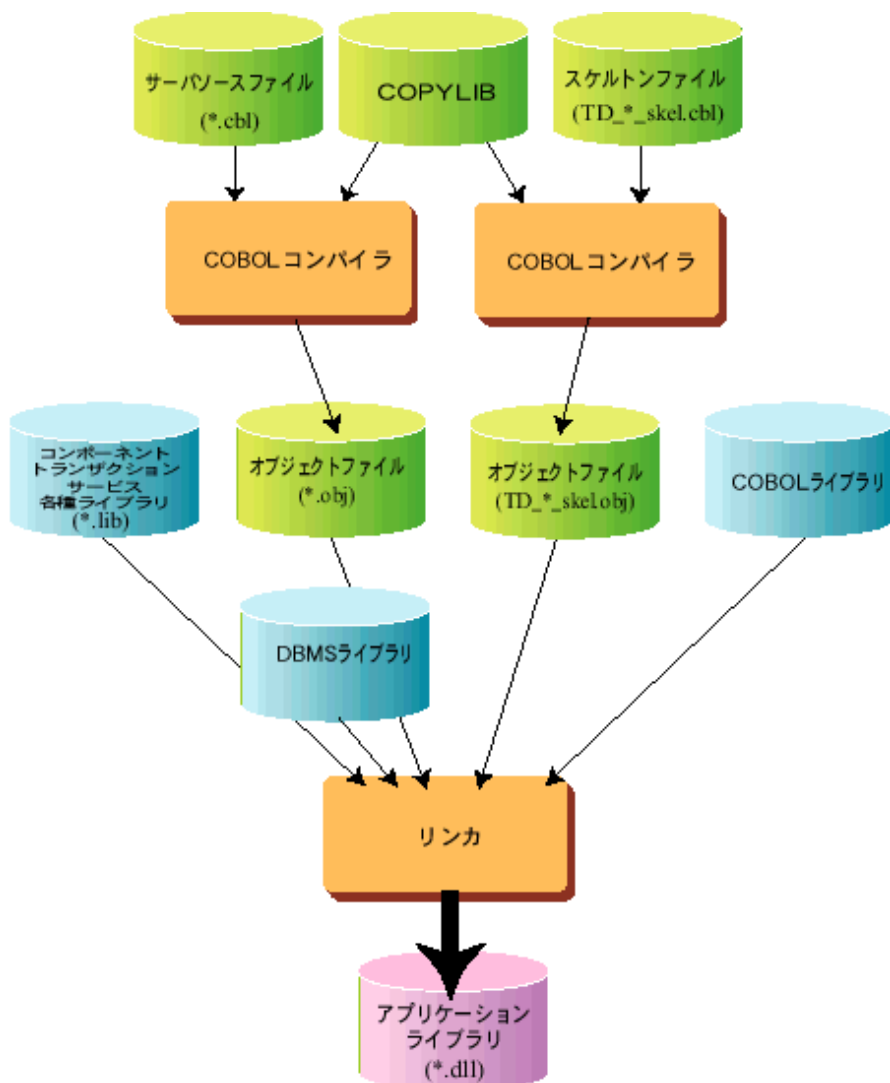 サーバソースファイル
(*.cbl)
COPYLIB
スケルトンファイル
(TD_*_skel.cbl)
COBOLコンパイラ
COBOLコンパイラ
コンポーネント
トランザクション
サービス
各種ライブラリ
(*.lib)
オブジェクトファイル
(*.obj)
オブジェクトファイル
(TD_*_skel.obj)
COBOLライブラリ
DBMSライブラリ
リンカ
アプリケーション
ライブラリ
(*.dll)